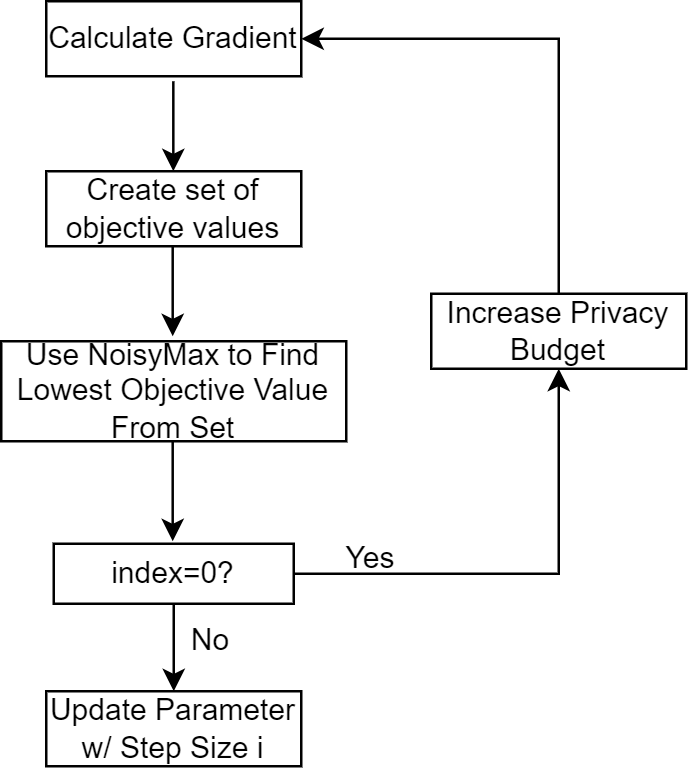 Calculate Gradient
Create set of
objective values
Increase Privacy
Budget
Use NoisyMax to Find
Lowest Objective Value
From Set
index=0?
Yes
No
Update Parameter
w/ Step Size i